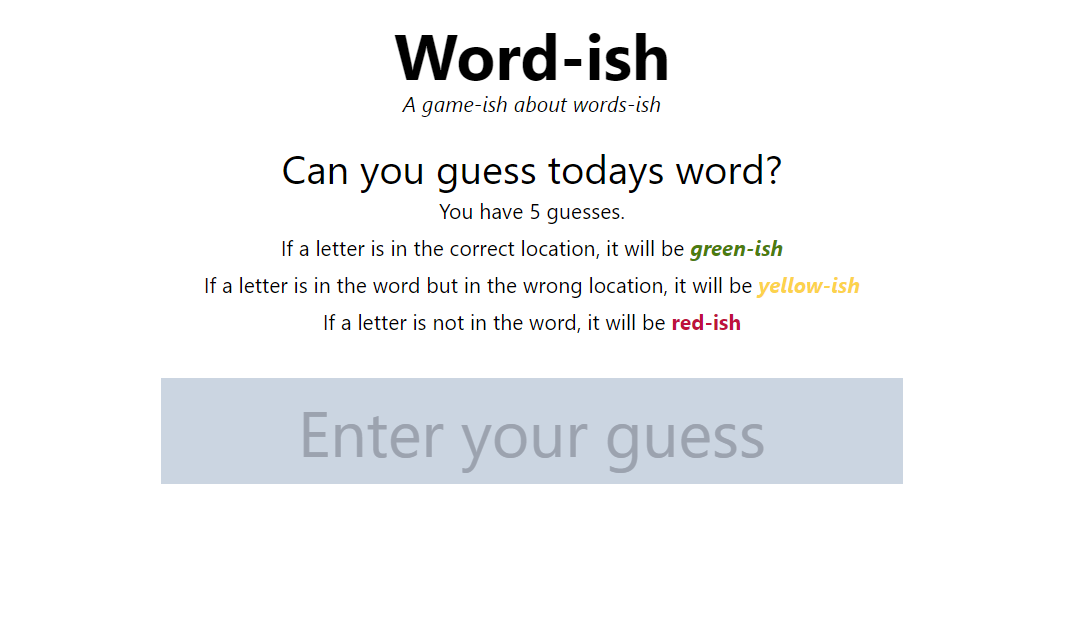 Word-ish
A game-ish about words-ish
Can you guess todays word?
You have 5 guesses.
If a letter is in the correct location, it will be green-ish
If a letter is in the word but in the wrong location, it will be yellow-ish
If a letter is not in the word, it will be red-ish
Enter your guess